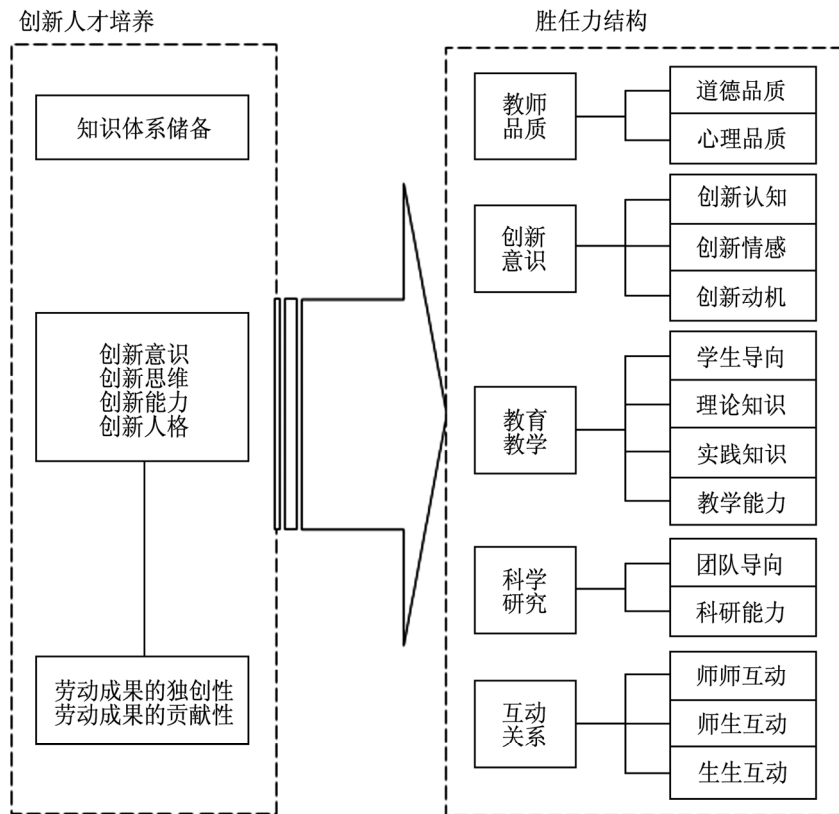 创新人才培养
知识体系储备
创新意识
创新思维
创新能力
创新人格
劳动成果的独创性
劳动成果的贡献性
胜任力结构
教师
品质
道德品质
心理品质
创新
意识
创新认知
创新情感
创新动机
教育
教学
学生导向
理论知识
实践知识
教学能力
科学
研究
团队导向
科研能力
互动
关系
师师互动
师生互动
生生互动